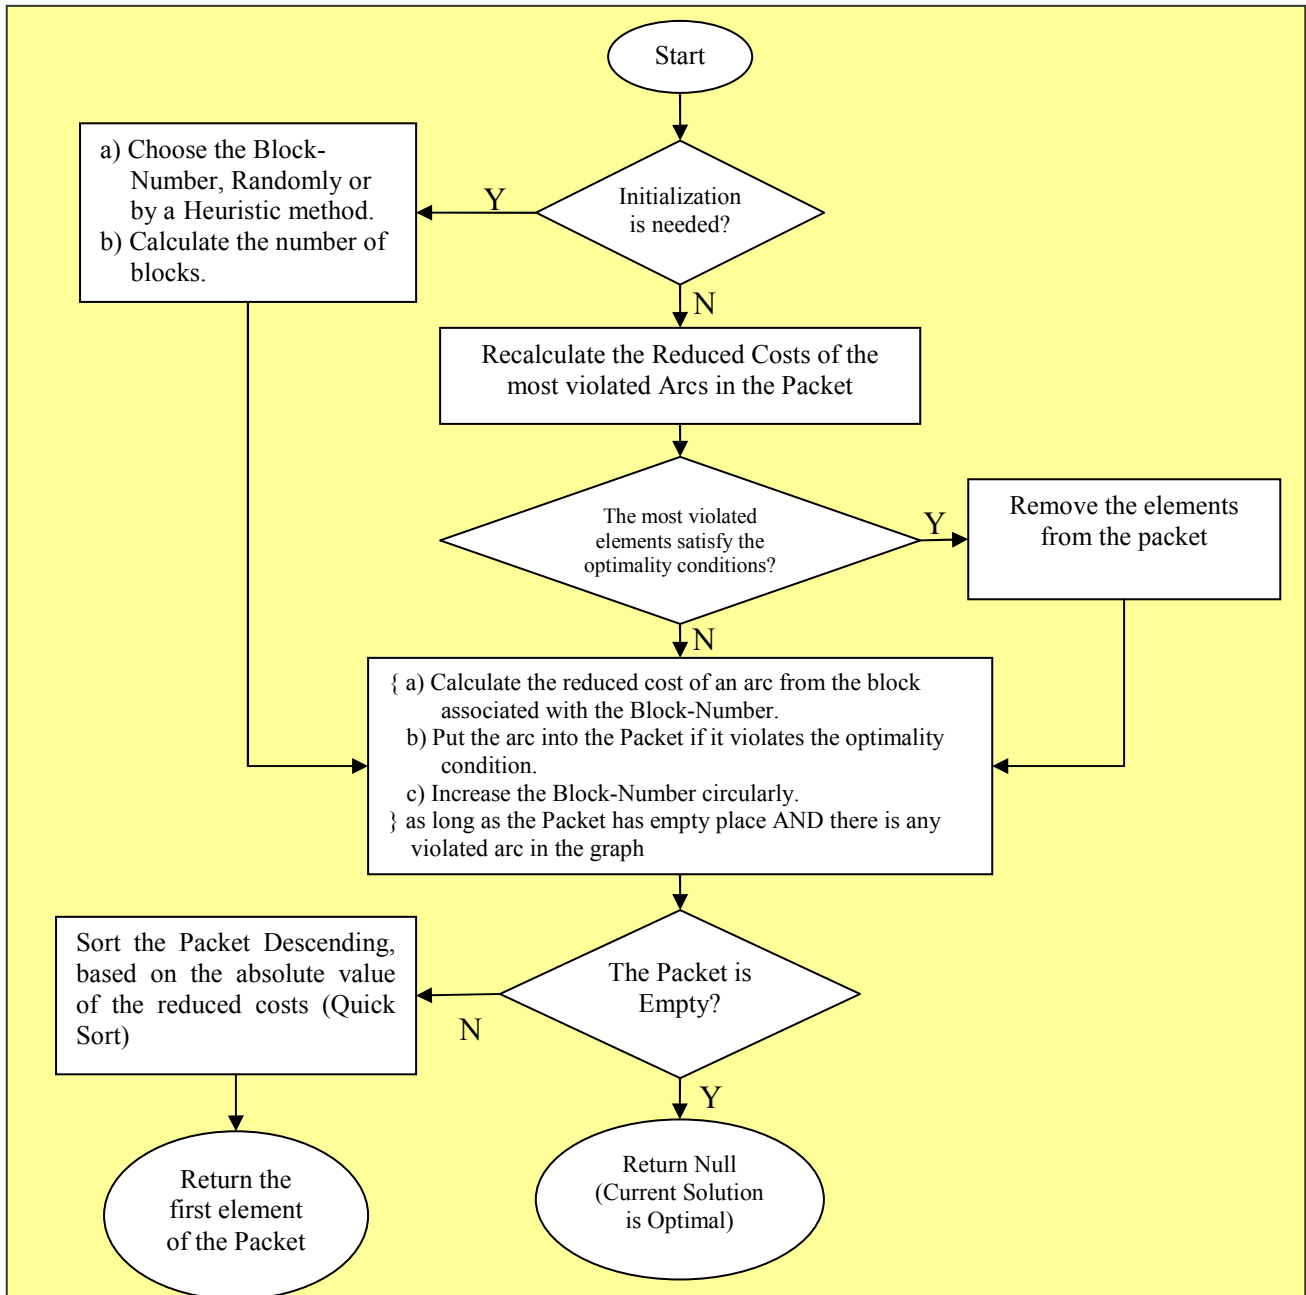 Start
Initialization
is needed?
Y
a) Choose the Block-
Number, Randomly or
by a Heuristic method.
b) Calculate the number of
blocks.
N
Recalculate the Reduced Costs of the
most violated Arcs in the Packet
The most violated
elements satisfy the
optimality conditions?
Y
Remove the elements
from the packet
N
{ a) Calculate the reduced cost of an arc from the block
associated with the Block-Number.
b) Put the arc into the Packet if it violates the optimality
condition.
c) Increase the Block-Number circularly.
} as long as the Packet has empty place AND there is any
violated arc in the graph
The Packet is
Empty?
N
Sort the Packet Descending,
based on the absolute value
of the reduced costs (Quick
Sort)
Y
Return the
first element
of the Packet
Return Null
(Current Solution
is Optimal)